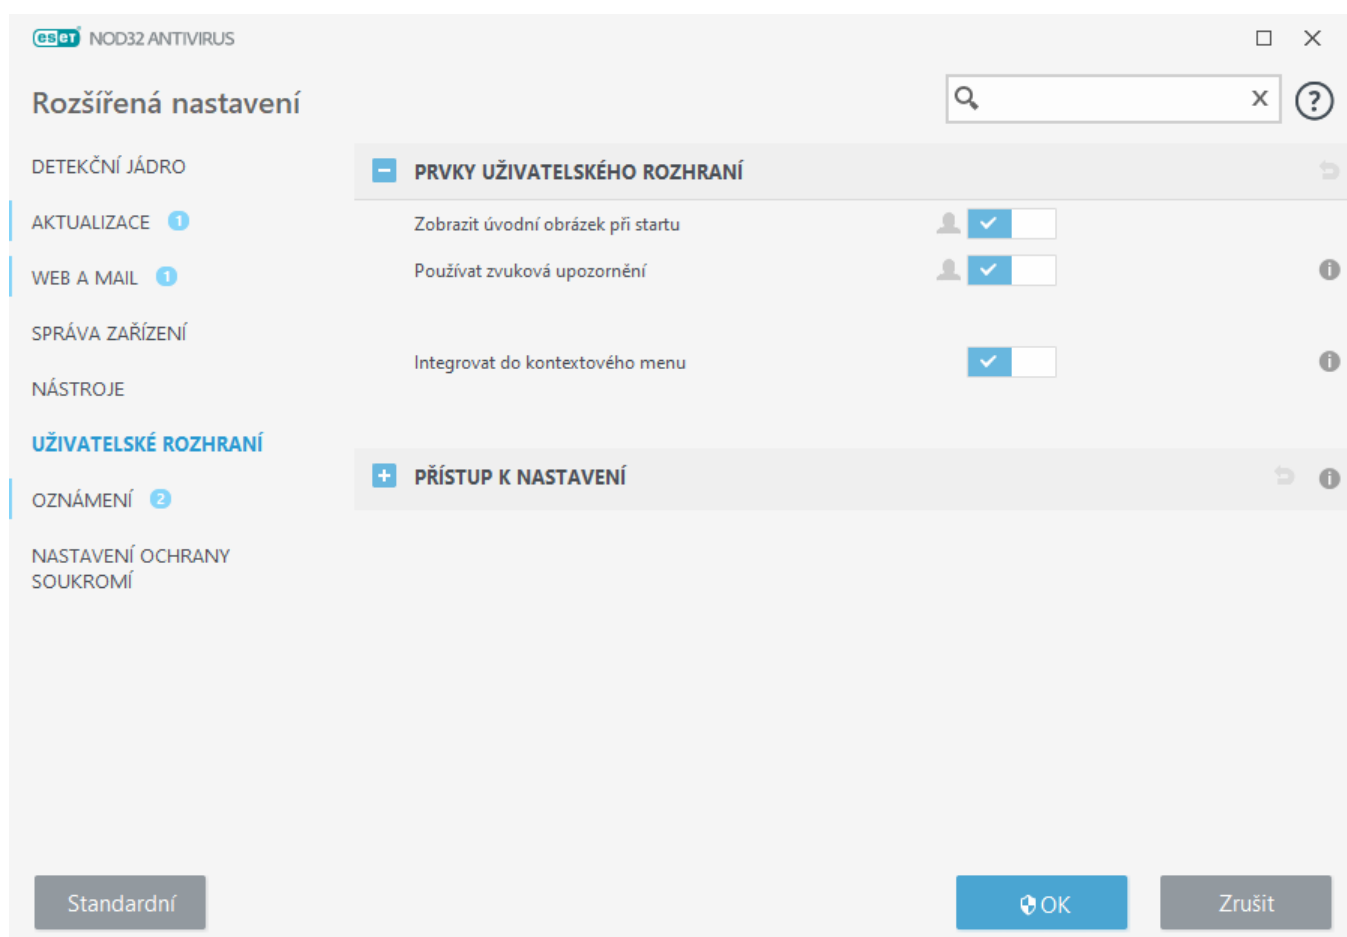 eset NOD32 ANTIVIRUS
Rozšířená nastavení
x
?
DETEKČNÍ JÁDRO
AKTUALIZACE 1
WEB A MAIL 1
SPRÁVA ZAŘÍZENÍ
NÁSTROJE
UŽIVATELSKÉ ROZHRANÍ
OZNÁMENÍ 2
NASTAVENÍ OCHRANY
SOUKROMÍ
PRVKY UŽIVATELSKÉHO ROZHRANÍ
Zobrazit úvodní obrázek při startu
Používat zvuková upozornění
i
Integrovat do kontextového menu
i
PŘÍSTUP K NASTAVENÍ
i
Standardní
OK
Zrušit